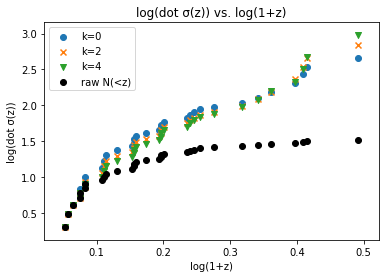 log(dot σ(z)) vs. log(1+z)
k=0
k=2
k=4
raw N(<z)
log(dot σ(z))
3.0
2.5
2.0
1.5
1.0
0.5
0.1 0.2 0.3 0.4 0.5
log(1+z)